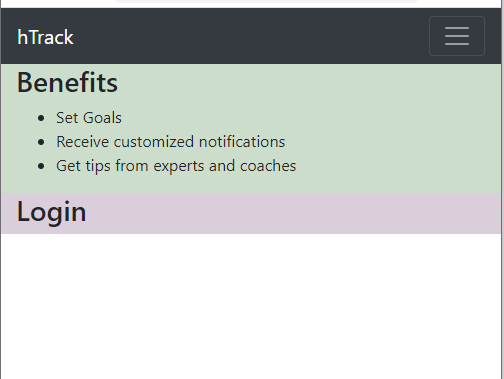 hTrack
Benefits
Set Goals
Receive customized notifications
Get tips from experts and coaches
Login